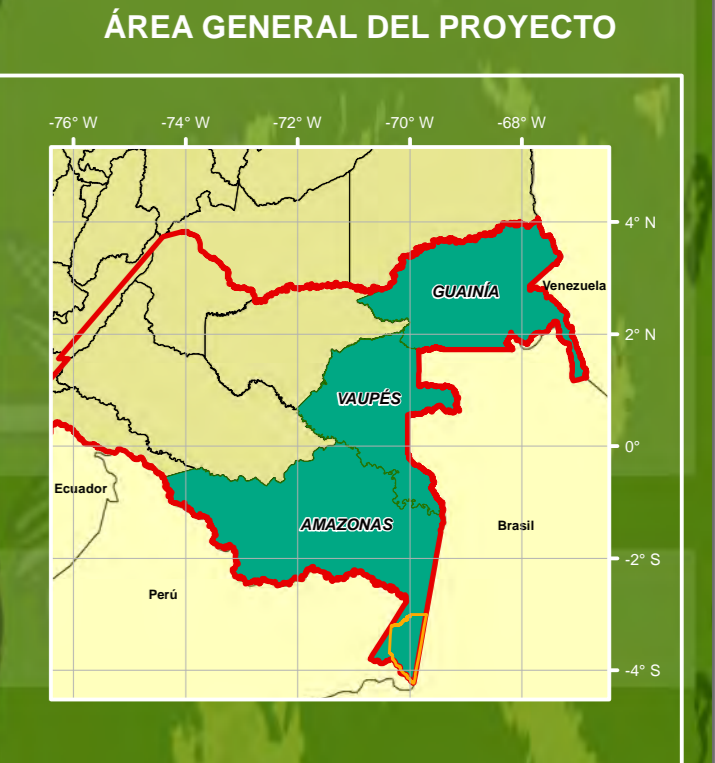 ÁREA GENERAL DEL PROYECTO
-76° W -74° W -72° W -70° W -68° W
4° N
GUAINÍA
Venezuela
2° N
VAUPÉS
0°
Ecuador
AMAZONAS
Brasil
-2° S
Perú
-4° S